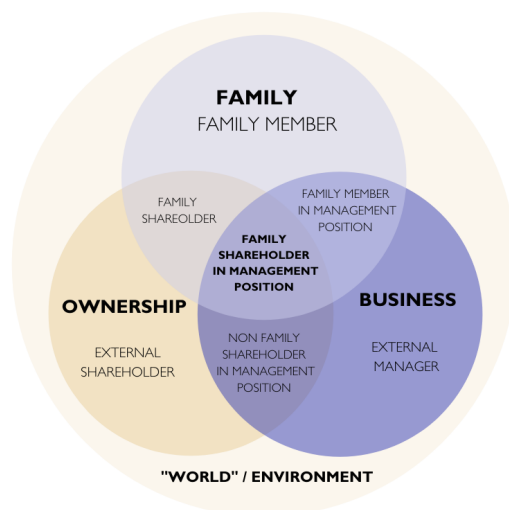 FAMILY
FAMILY MEMBER
FAMILY
SHAREOLDER
FAMILY MEMBER
IN MANAGEMENT
POSITION
FAMILY
SHAREHOLDER
IN MANAGEMENT
POSITION
OWNERSHIP
EXTERNAL
SHAREHOLDER
BUSINESS
EXTERNAL
MANAGER
NON FAMILY
SHAREHOLDER
IN MANAGEMENT
POSITION
"WORLD" / ENVIRONMENT